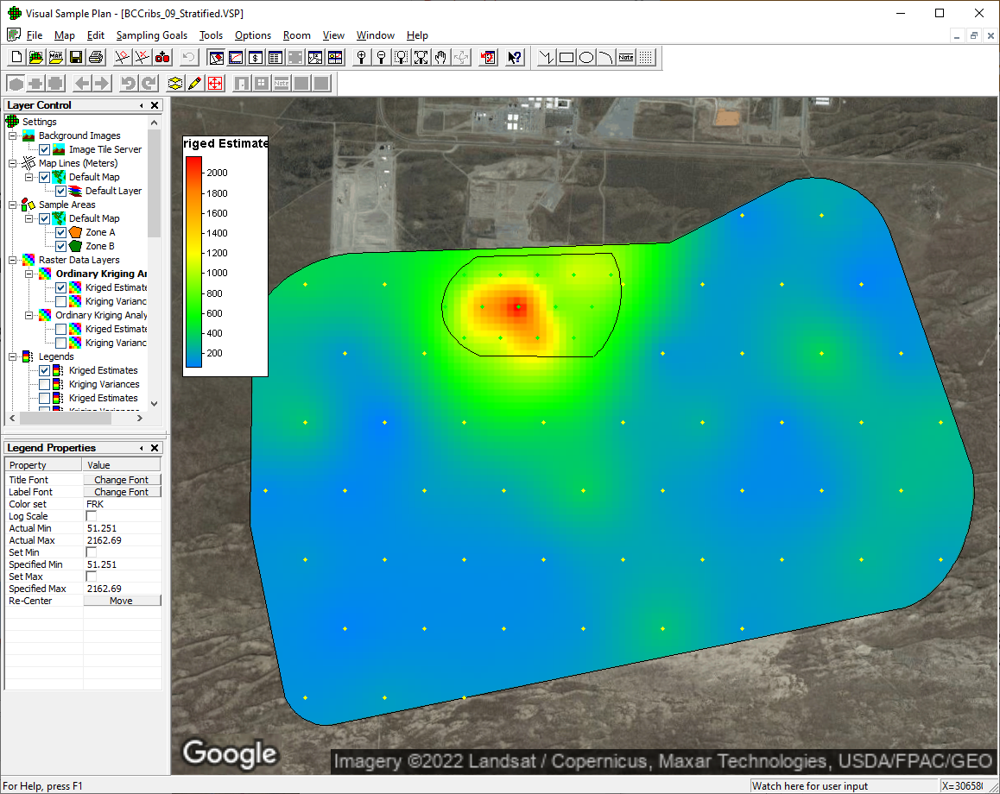 Visual Sample Plan - [BCCribs_09_Stratified.VSP]
File Map Edit Sampling Goals Tools Options Room View Window Help
MAP
Note
Note
Layer Control
Settings
Background Images
Image Tile Server
Map Lines (Meters)
Default Map
Default Layer
Sample Areas
Default Map
Zone A
Zone B
Raster Data Layers
Ordinary Kriging Ar
Kriged Estimate
Kriging Varianc
Ordinary Kriging Analy
Kriged Estimate
Kriging Varianc
Legends
Kriged Estimates
Kriging Variances
Kriged Estimates
Kriging Variances
Legend Properties
Property Value
Title Font Change Font
Label Font Change Font
Color set FRK
Log Scale
Actual Min 51.251
Actual Max 2162.69
Set Min
Specified Min 51.251
Set Max
Specified Max 2162.69
Re-Center Move
riged Estimate
2000
1800
1600
1400
1200
1000
800
600
400
200
Google
Imagery ©2022 Landsat / Copernicus, Maxar Technologies, USDA/FPAC/GEO
For Help, press F1
Watch here for user input
X=306580